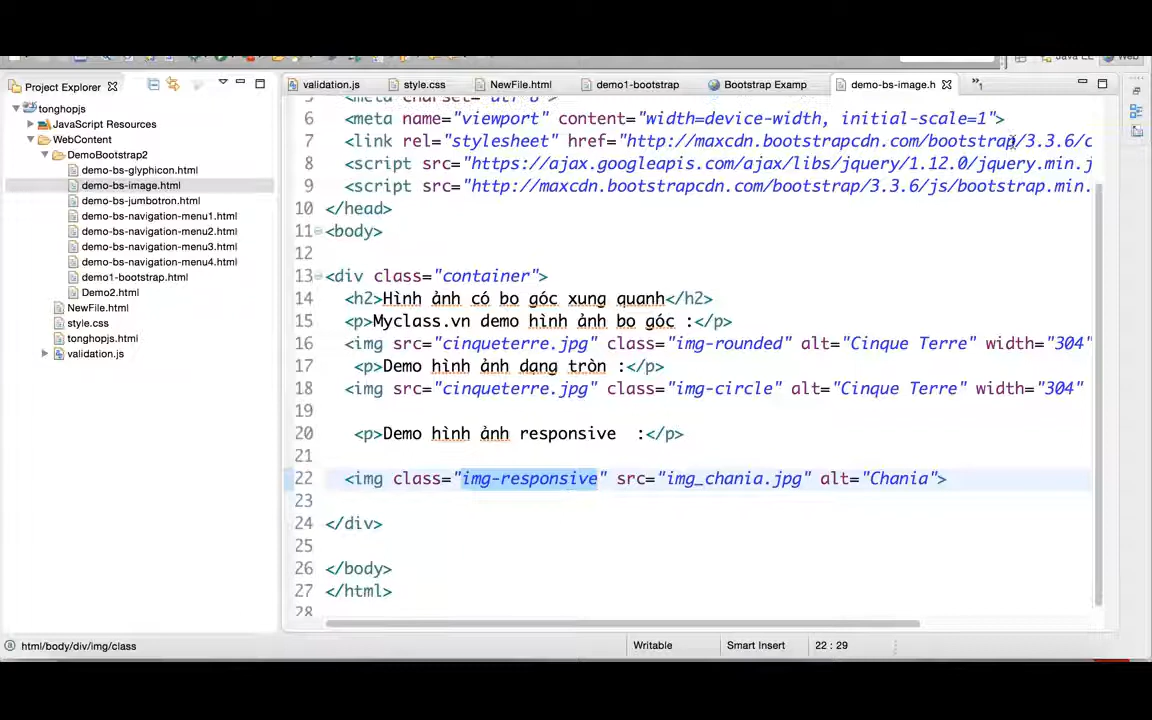 Java EE
Web
Project Explorer
validation.js
style.css
NewFile.html
demo1-bootstrap
Bootstrap Examp
demo-bs-image.h
tonghopjs
JavaScript Resources
WebContent
DemoBootstrap2
demo-bs-glyphicon.html
demo-bs-image.html
demo-bs-jumbotron.html
demo-bs-navigation-menu1.html
demo-bs-navigation-menu2.html
demo-bs-navigation-menu3.html
demo-bs-navigation-menu4.html
demo1-bootstrap.html
Demo2.html
NewFile.html
style.css
tonghopjs.html
validation.js
5 <meta charset="utf-8">
6 <meta name="viewport" content="width=device-width, initial-scale=1">
7 <link rel="stylesheet" href="http://maxcdn.bootstrapcdn.com/bootstrap/3.3.6/c
8 <script src="https://ajax.googleapis.com/ajax/libs/jquery/1.12.0/jquery.min.j
9 <script src="http://maxcdn.bootstrapcdn.com/bootstrap/3.3.6/js/bootstrap.min.
10 </head>
11 <body>
12
13 <div class="container">
14 <h2>Hình ảnh có bo góc xung quanh</h2>
15 <p>Myclass.vn demo hình ảnh bo góc :</p>
16 <img src="cinqueterre.jpg" class="img-rounded" alt="Cinque Terre" width="304"
17 <p>Demo hình ảnh dạng tròn :</p>
18 <img src="cinqueterre.jpg" class="img-circle" alt="Cinque Terre" width="304"
19
20 <p>Demo hình ảnh responsive :</p>
21
22 <img class="img-responsive" src="img_chania.jpg" alt="Chania">
23
24 </div>
25
26 </body>
27 </html>
28
html/body/div/img/class
Writable
Smart Insert
22 : 29